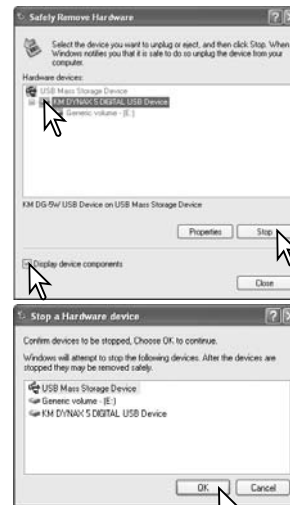 Safely Remove Hardware
Select the device you want to unplug or eject, and then click Stop. When
Windows notifies you that it is safe to do so unplug the device from your
computer.
Hardware devices:
USB Mass Storage Device
KM DYNAX 5 DIGITAL USB Device
Generic volume - (E:)
KM DG-5W USB Device on USB Mass Storage Device
Properties
Stop
Display device components
Close
Stop a Hardware device
Confirm devices to be stopped, Choose OK to continue.
Windows will attempt to stop the following devices. After the devices are
stopped they may be removed safely.
USB Mass Storage Device
Generic volume - (E:)
KM DYNAX 5 DIGITAL USB Device
OK
Cancel